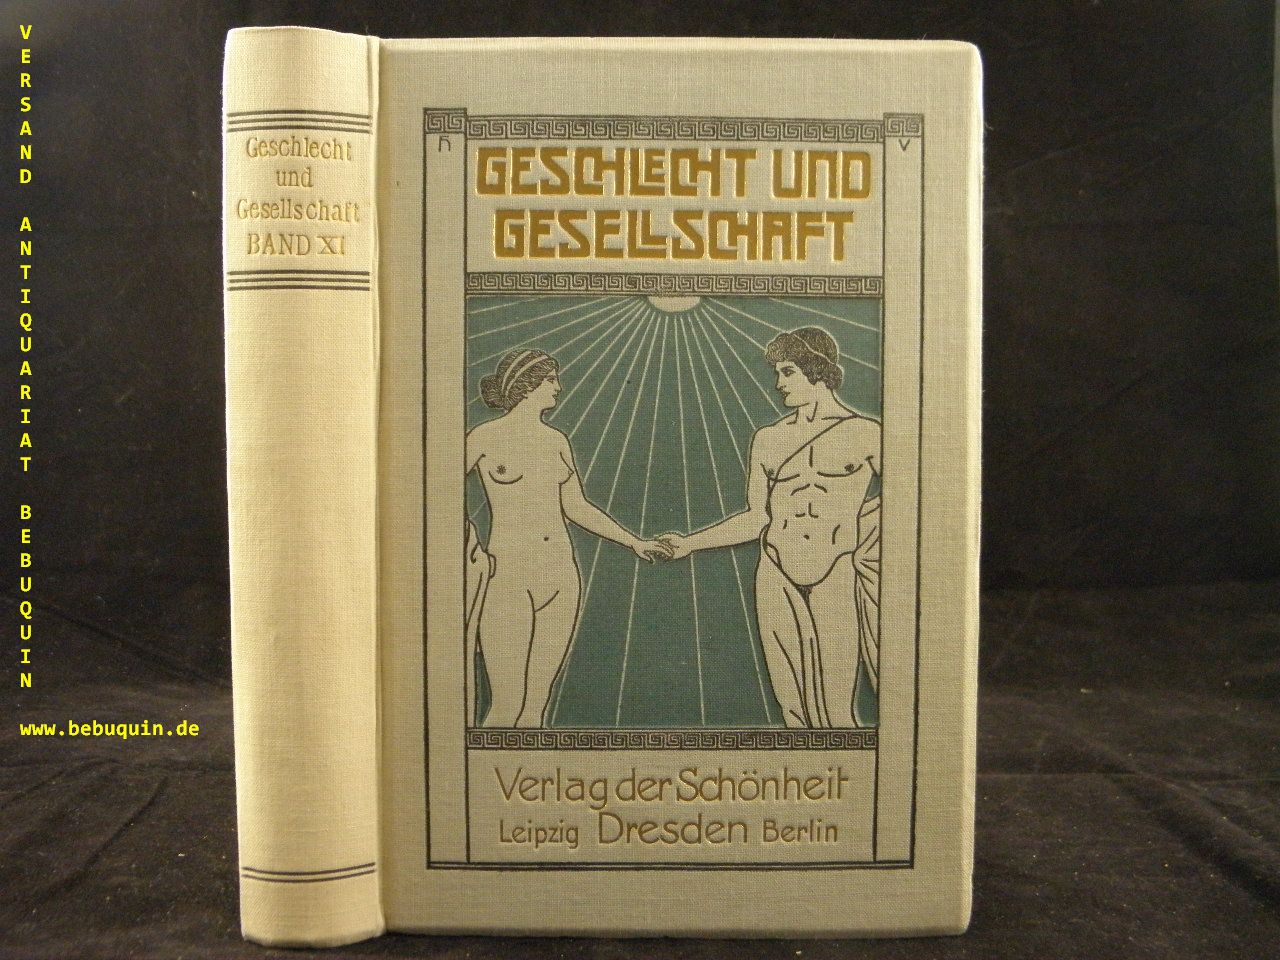 VERSAND ANTIQUARIAT BEBUQUIN
www.bebuquin.de
Geschlecht
und
Gesellschaft
BAND XI
h V
GESCHLECHT UND
GESELLSCHAFT
Verlag der Schönheit
Leipzig Dresden Berlin